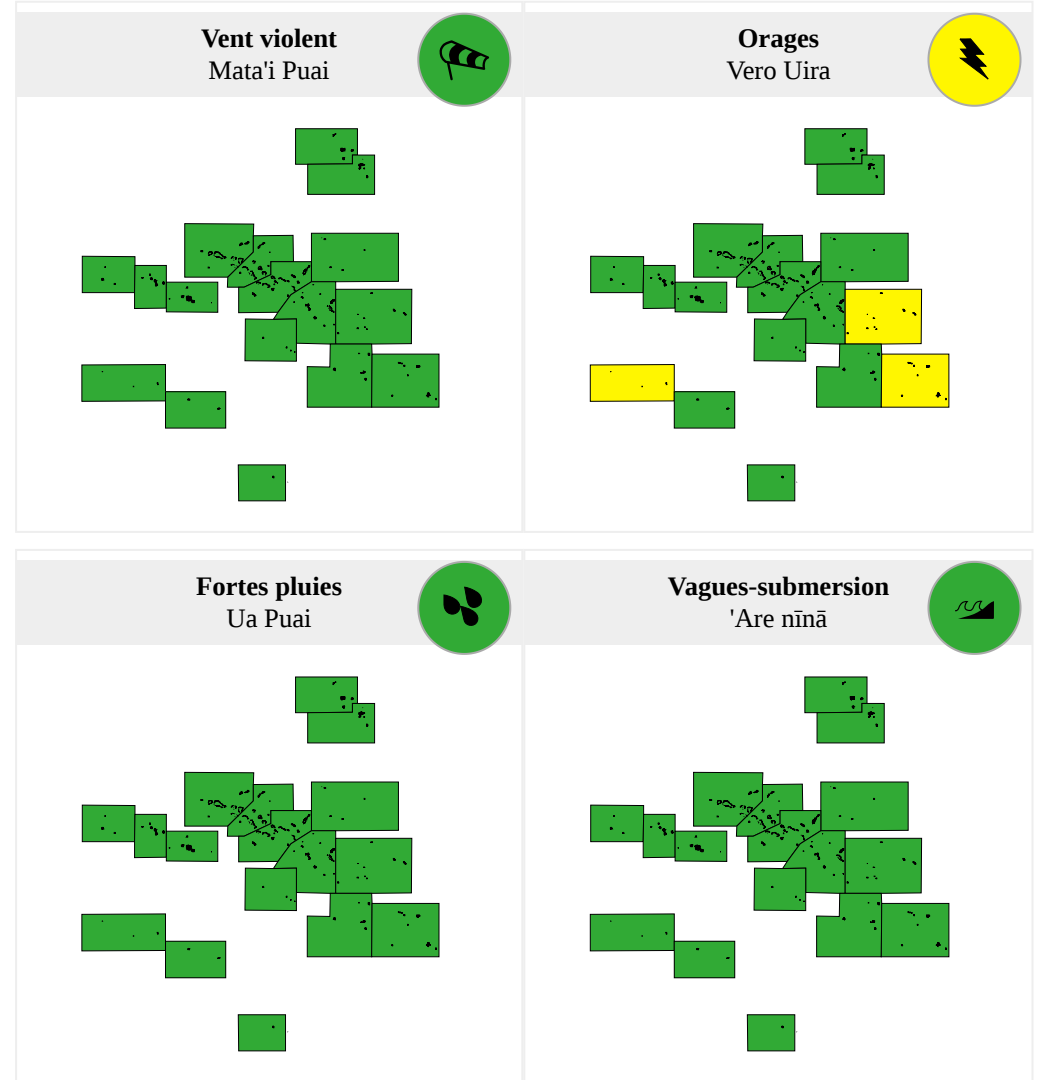 Vent violent
Mata'i Puai
Orages
Vero Uira
Fortes pluies
Ua Puai
Vagues-submersion
'Are nīnā